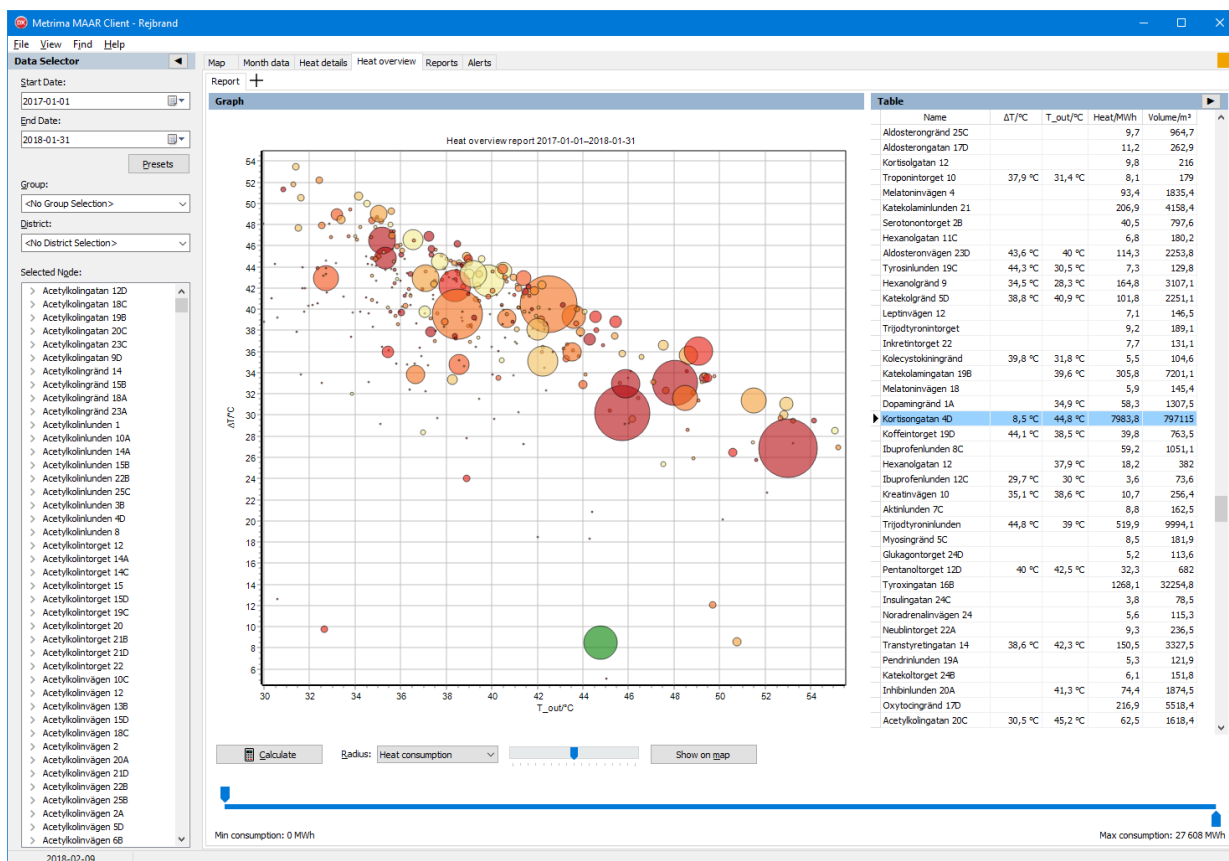 Metrima MAAR Client - Rejbrand
File View Find Help
Data Selector
Start Date:
2017-01-01
End Date:
2018-01-31
Presets
Group:
<No Group Selection>
District:
<No District Selection>
Selected Node:
Acetylkolingatan 12D
Acetylkolingatan 18C
Acetylkolingatan 19B
Acetylkolingatan 20C
Acetylkolingatan 23C
Acetylkolingatan 9D
Acetylkolingränd 14
Acetylkolingränd 15B
Acetylkolingränd 18A
Acetylkolingränd 23A
Acetylkolinlunden 1
Acetylkolinlunden 10A
Acetylkolinlunden 14A
Acetylkolinlunden 15B
Acetylkolinlunden 22B
Acetylkolinlunden 25C
Acetylkolinlunden 3B
Acetylkolinlunden 4D
Acetylkolinlunden 8
Acetylkolintorget 12
Acetylkolintorget 14A
Acetylkolintorget 14C
Acetylkolintorget 15
Acetylkolintorget 15D
Acetylkolintorget 19C
Acetylkolintorget 20
Acetylkolintorget 21B
Acetylkolintorget 21D
Acetylkolintorget 22
Acetylkolinvägen 10C
Acetylkolinvägen 12
Acetylkolinvägen 13B
Acetylkolinvägen 15D
Acetylkolinvägen 18C
Acetylkolinvägen 2
Acetylkolinvägen 20A
Acetylkolinvägen 21D
Acetylkolinvägen 22B
Acetylkolinvägen 25B
Acetylkolinvägen 2A
Acetylkolinvägen 5D
Acetylkolinvägen 6B
2018-02-09
Map Month data Heat details Heat overview Reports Alerts
Report
Graph
Heat overview report 2017-01-01–2018-01-31
ΔT/°C
54
52
50
48
46
44
42
40
38
36
34
32
30
28
26
24
22
20
18
16
14
12
10
8
6
30 32 34 36 38 40 42 44 46 48 50 52 54
T_out/°C
Calculate Radius: Heat consumption Show on map
Min consumption: 0 MWh Max consumption: 27 608 MWh
Table
Name ΔT/°C T_out/°C Heat/MWh Volume/m³
Aldosterongränd 25C 9,7 964,7
Aldosterongatan 17D 11,2 262,9
Kortisolgatan 12 9,8 216
Troponintorget 10 37,9 °C 31,4 °C 8,1 179
Melatoninvägen 4 93,4 1835,4
Katekolaminlunden 21 206,9 4158,4
Serotonontorget 2B 40,5 797,6
Hexanolgatan 11C 6,8 180,2
Aldosteronvägen 23D 43,6 °C 40 °C 114,3 2253,8
Tyrosinlunden 19C 44,3 °C 30,5 °C 7,3 129,8
Hexanolgränd 9 34,5 °C 28,3 °C 164,8 3107,1
Katekolgränd 5D 38,8 °C 40,9 °C 101,8 2251,1
Leptinvägen 12 7,1 146,5
Trijodtyronintorget 9,2 189,1
Inkretintorget 22 7,7 131,1
Kolecystokiningränd 39,8 °C 31,8 °C 5,5 104,6
Katekolamingatan 19B 39,6 °C 305,8 7201,1
Melatoninvägen 18 5,9 145,4
Dopamingränd 1A 34,9 °C 58,3 1307,5
Kortisongatan 4D 8,5 °C 44,8 °C 7983,8 797115
Koffeintorget 19D 44,1 °C 38,5 °C 39,8 763,5
Ibuprofenlunden 8C 59,2 1051,1
Hexanolgatan 12 37,9 °C 18,2 382
Ibuprofenlunden 12C 29,7 °C 30 °C 3,6 73,6
Kreatinvägen 10 35,1 °C 38,6 °C 10,7 256,4
Aktinlunden 7C 8,8 162,5
Trijodtyroninlunden 44,8 °C 39 °C 519,9 9994,1
Myosingränd 5C 8,5 181,9
Glukagontorget 24D 5,2 113,6
Pentanoltorget 12D 40 °C 42,5 °C 32,3 682
Tyroxingatan 16B 1268,1 32254,8
Insulingatan 24C 3,8 78,5
Noradrenalinvägen 24 5,6 115,3
Neublintorget 22A 9,3 236,5
Transtyretingatan 14 38,6 °C 42,3 °C 150,5 3327,5
Pendrinlunden 19A 5,3 121,9
Katekoltorget 24B 6,1 151,8
Inhibinlunden 20A 41,3 °C 74,4 1874,5
Oxytocingränd 17D 216,9 5518,4
Acetylkolingatan 20C 30,5 °C 45,2 °C 62,5 1618,4